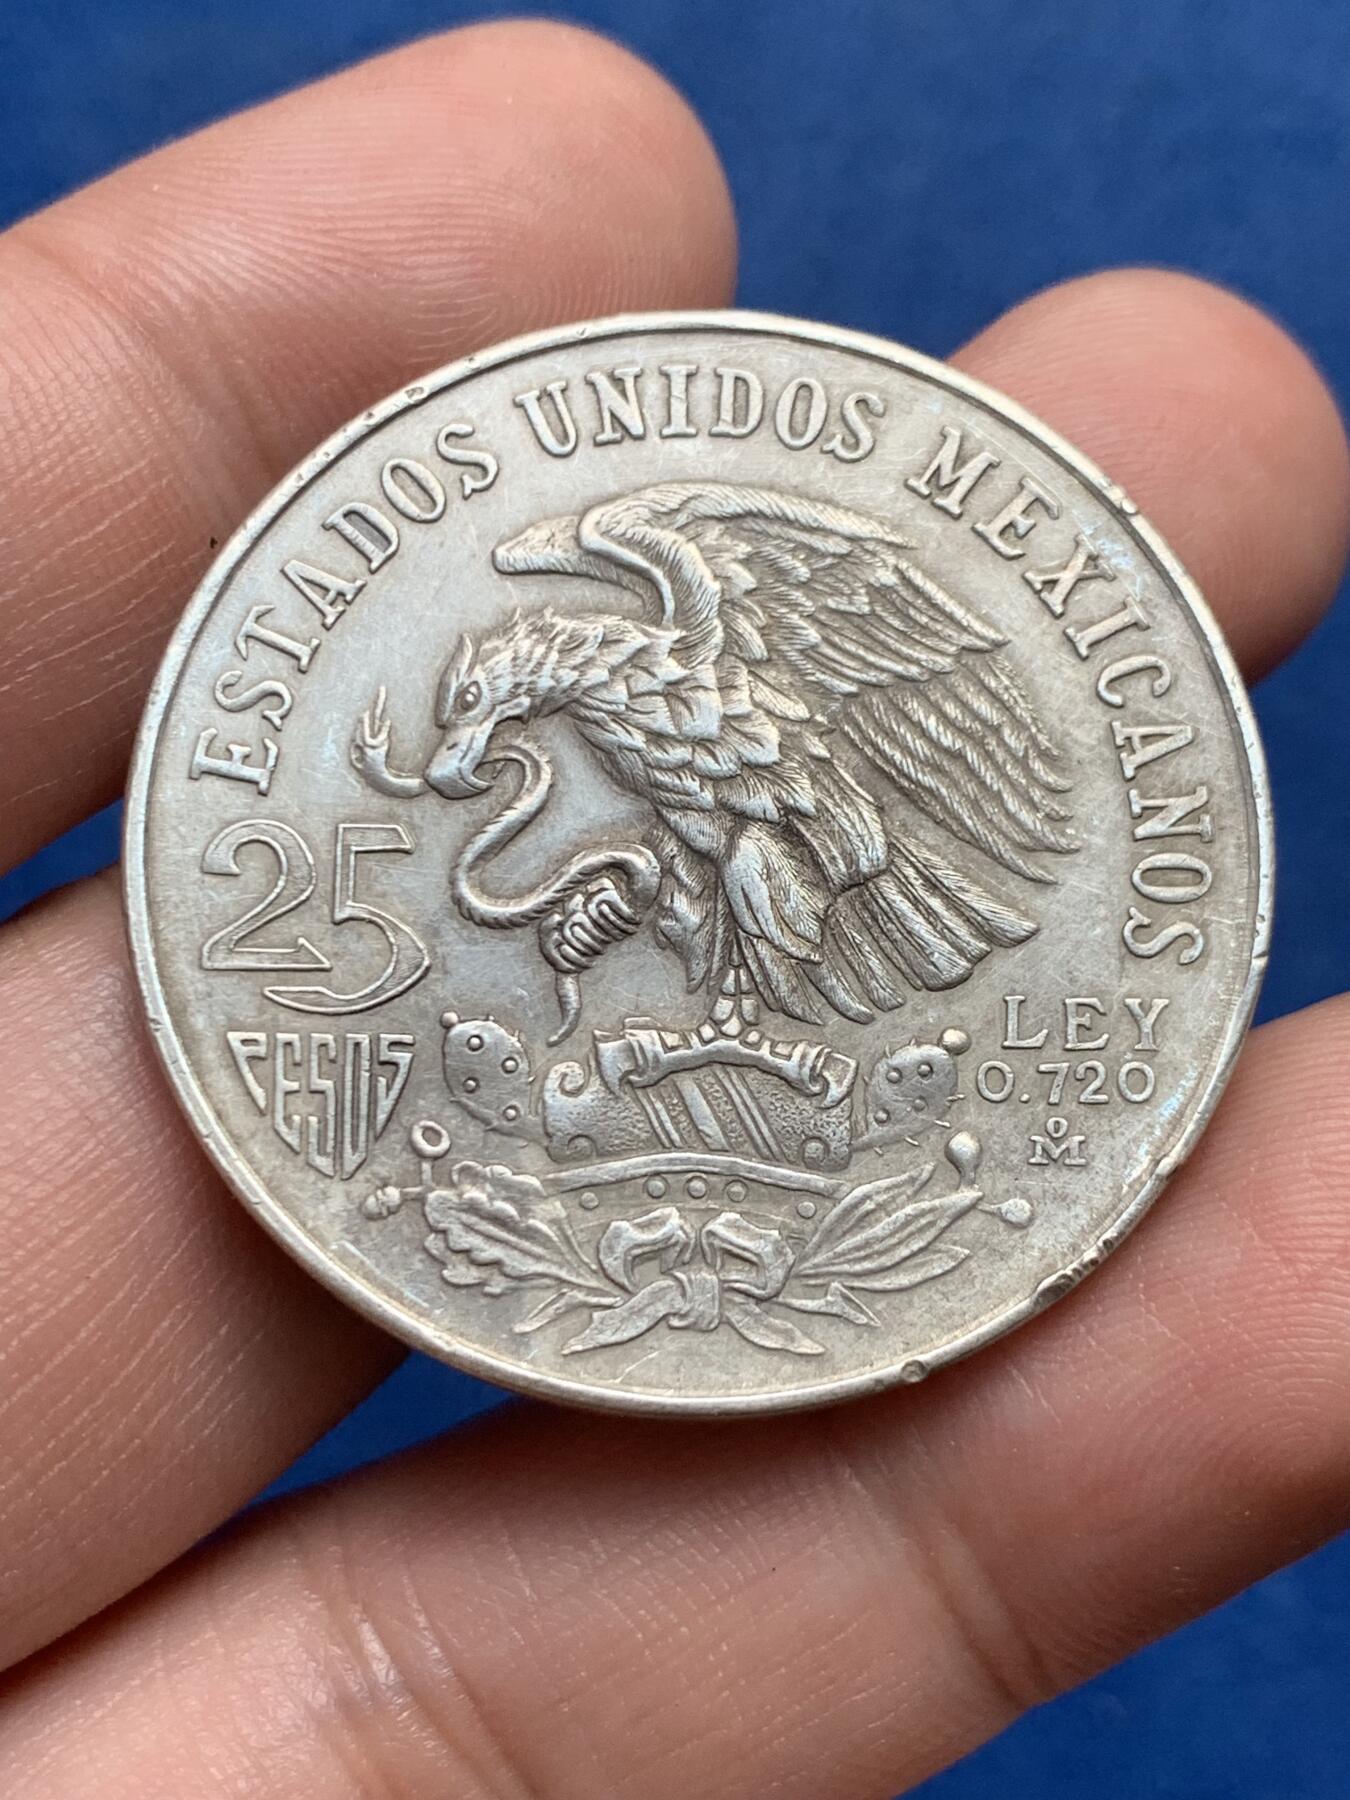 ESTADOS UNIDOS MEXICANOS
25
PESOS
LEY
0.720
Mº